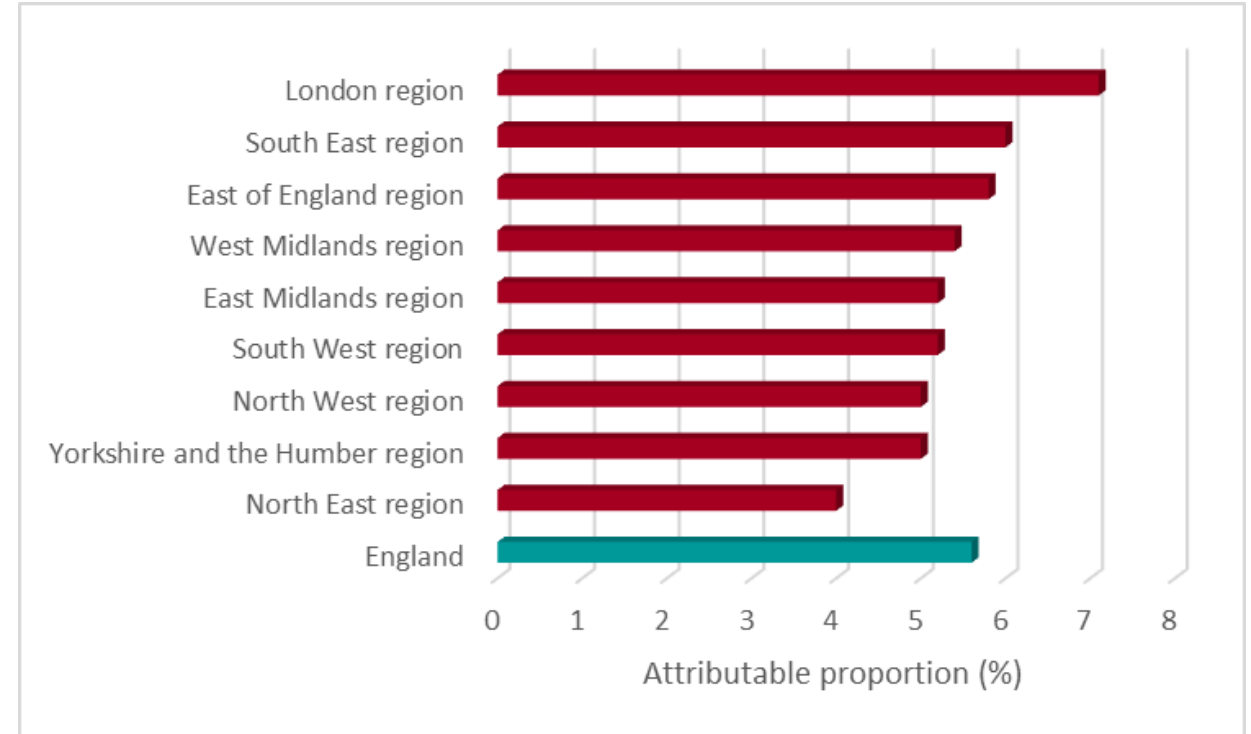 London region
South East region
East of England region
West Midlands region
East Midlands region
South West region
North West region
Yorkshire and the Humber region
North East region
England
0 1 2 3 4 5 6 7 8
Attributable proportion (%)